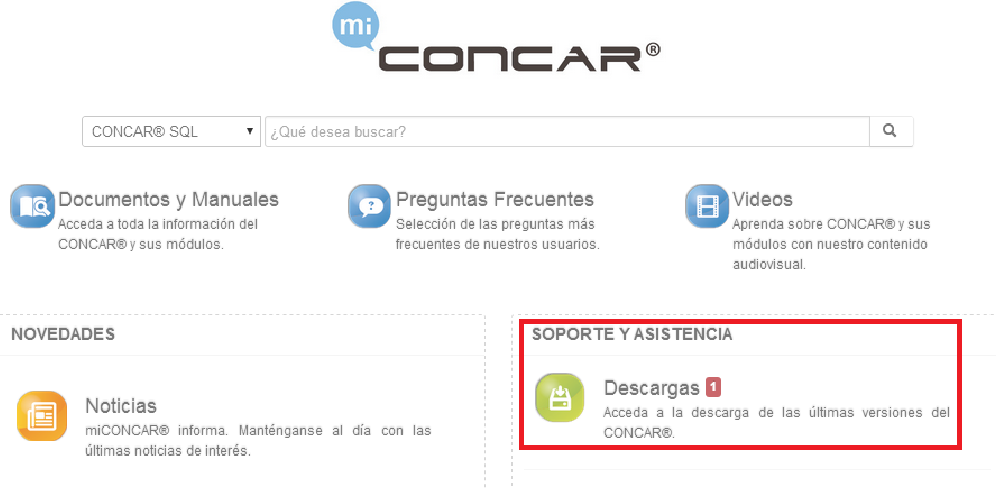 mi
CONCAR®
CONCAR® SQL
¿Qué desea buscar?
Documentos y Manuales
Acceda a toda la información del
CONCAR® y sus módulos.
Preguntas Frecuentes
Selección de las preguntas más
frecuentes de nuestros usuarios.
Videos
Aprenda sobre CONCAR® y sus
módulos con nuestro contenido
audiovisual.
NOVEDADES
Noticias
miCONCAR® informa. Manténganse al día con las
últimas noticias de interés.
SOPORTE Y ASISTENCIA
Descargas 1
Acceda a la descarga de las últimas versiones del
CONCAR®.